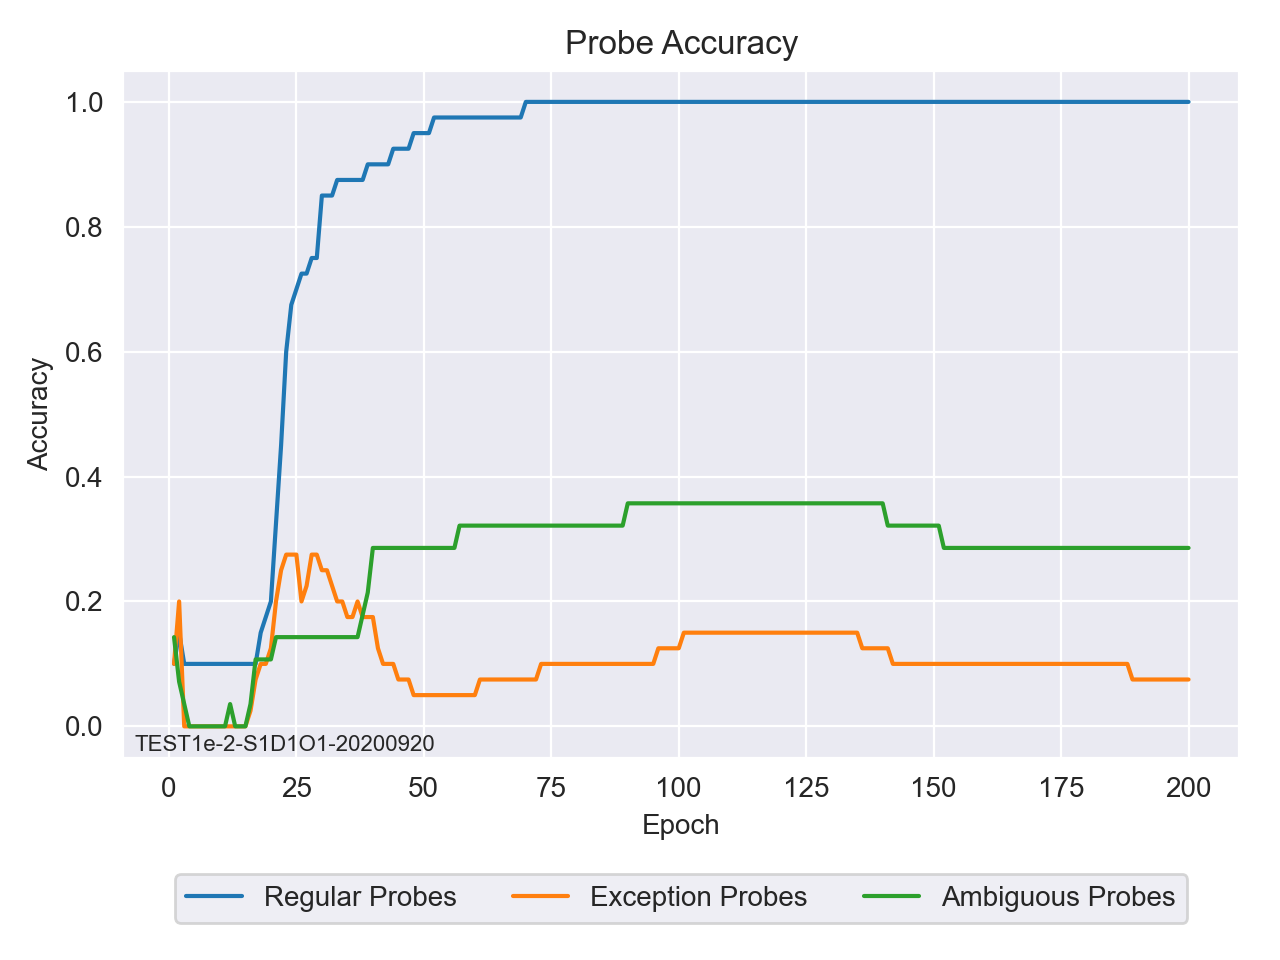 Probe Accuracy
1.0
0.8
0.6
0.4
0.2
0.0
Accuracy
TEST1e-2-S1D1O1-20200920
0 25 50 75 100 125 150 175 200
Epoch
Regular Probes Exception Probes Ambiguous Probes